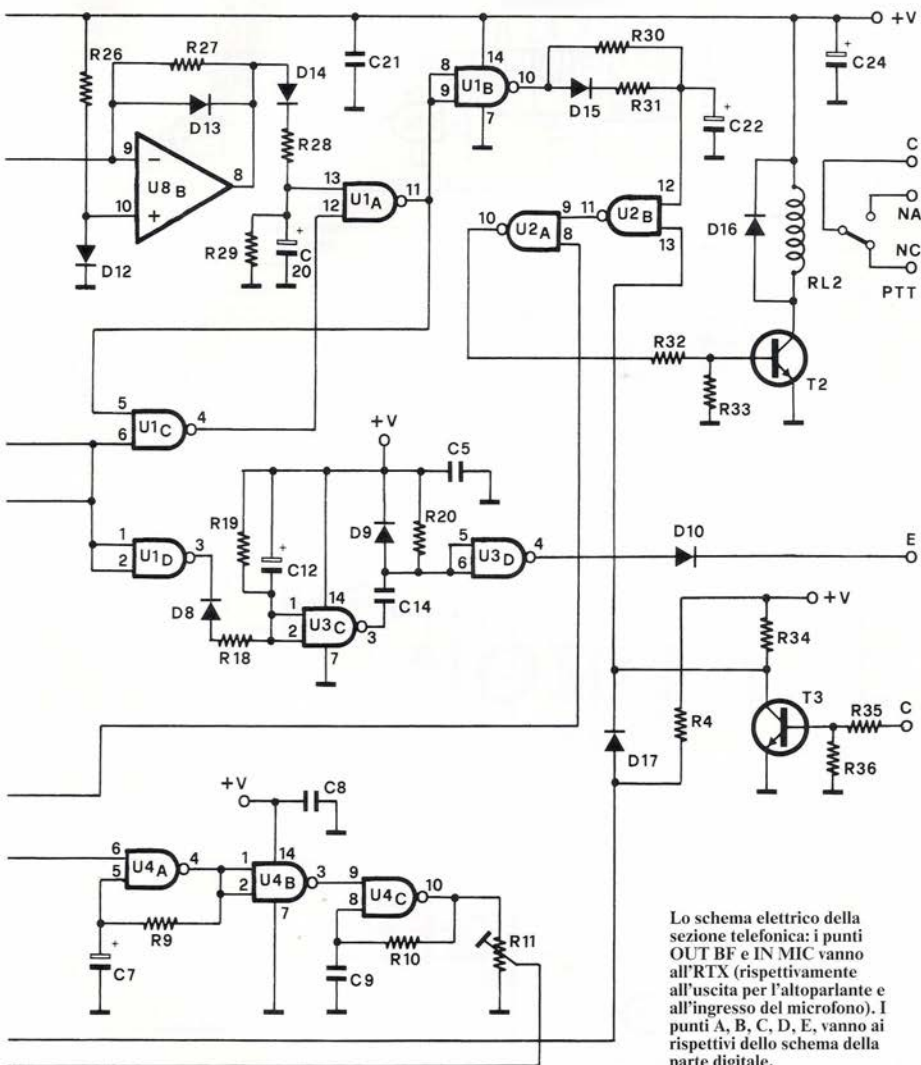 +V
R26
R27
D14
C21
14
R30
C24
+
8
9
U1B
10
7
D15
R31
C22
+
D13
R28
9
-
U8B
8
10
+
D12
R29
+
C
20
13
12
U1A
11
10
U2A
9
8
11
U2B
12
13
D16
RL2
C
NA
NC
PTT
R32
R33
T2
5
6
U1C
4
+V
C5
1
2
U1D
3
R19
+
C12
D9
R20
5
6
U3D
4
D10
E
D8
R18
1
2
14
U3C
3
7
C14
+V
R34
R4
T3
R35
C
R36
D17
+V
C8
6
5
U4A
4
1
2
14
U4B
3
7
9
8
U4C
10
R9
+
C7
R10
C9
R11
Lo schema elettrico della
sezione telefonica: i punti
OUT BF e IN MIC vanno
all'RTX (rispettivamente
all'uscita per l'altoparlante e
all'ingresso del microfono). I
punti A, B, C, D, E, vanno ai
rispettivi dello schema della
parte digitale.